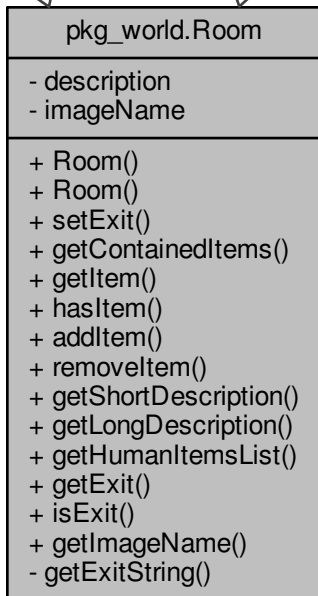 pkg_world.Room
- description
- imageName
+ Room()
+ Room()
+ setExit()
+ getContainedItems()
+ getItem()
+ hasItem()
+ addItem()
+ removeItem()
+ getShortDescription()
+ getLongDescription()
+ getHumanItemsList()
+ getExit()
+ isExit()
+ getImageName()
- getExitString()